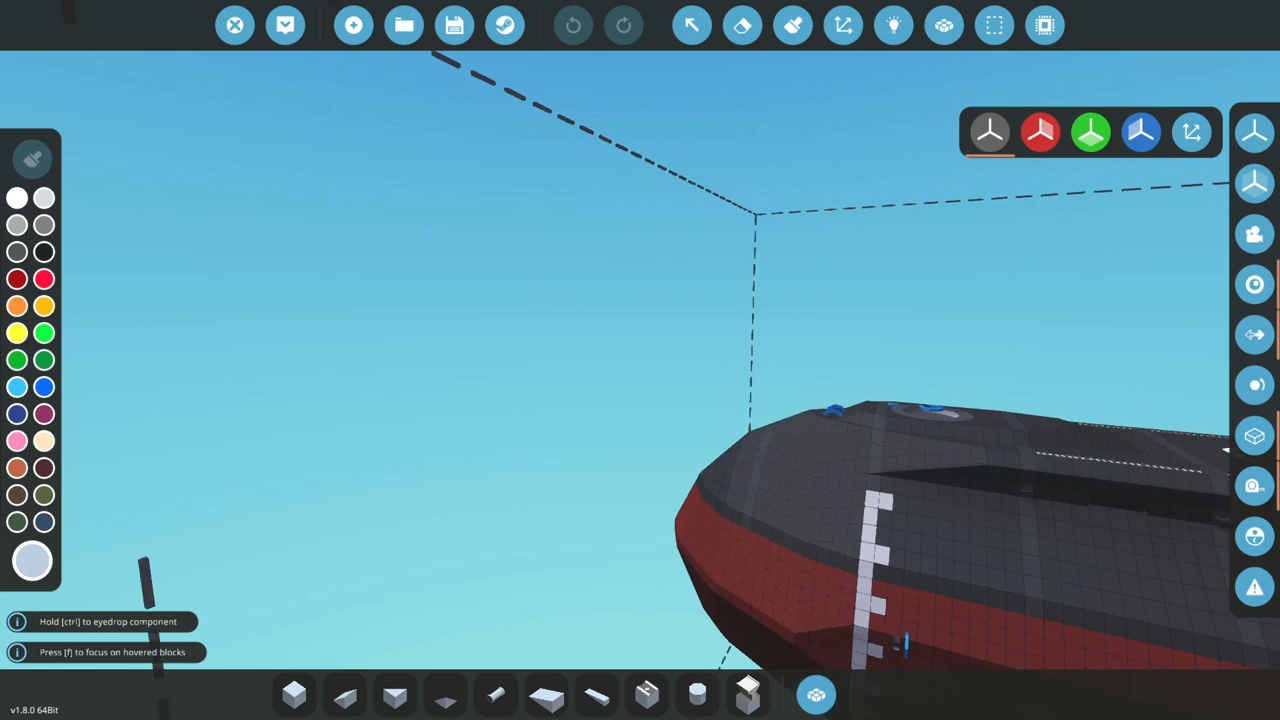 Hold [ctrl] to eyedrop component
Press [f] to focus on hovered blocks
v1.8.0 64Bit